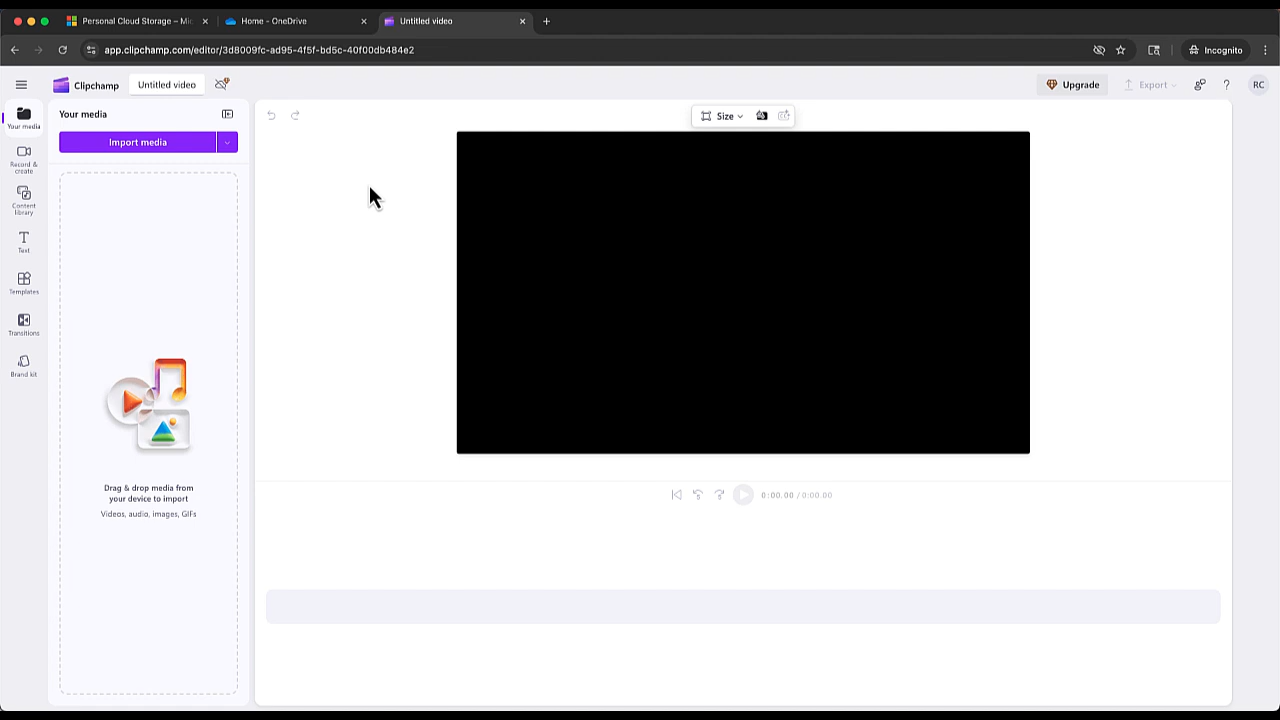 Personal Cloud Storage – Mic
Home - OneDrive
Untitled video
app.clipchamp.com/editor/3d8009fc-ad95-4f5f-bd5c-40f00db484e2
Incognito
Clipchamp
Untitled video
Upgrade
Export
?
RC
Your media
Record &
create
Content
library
Text
Templates
Transitions
Brand kit
Your media
Import media
Drag & drop media from
your device to import
Videos, audio, images, GIFs
Size
5
5
0:00.00 / 0:00.00